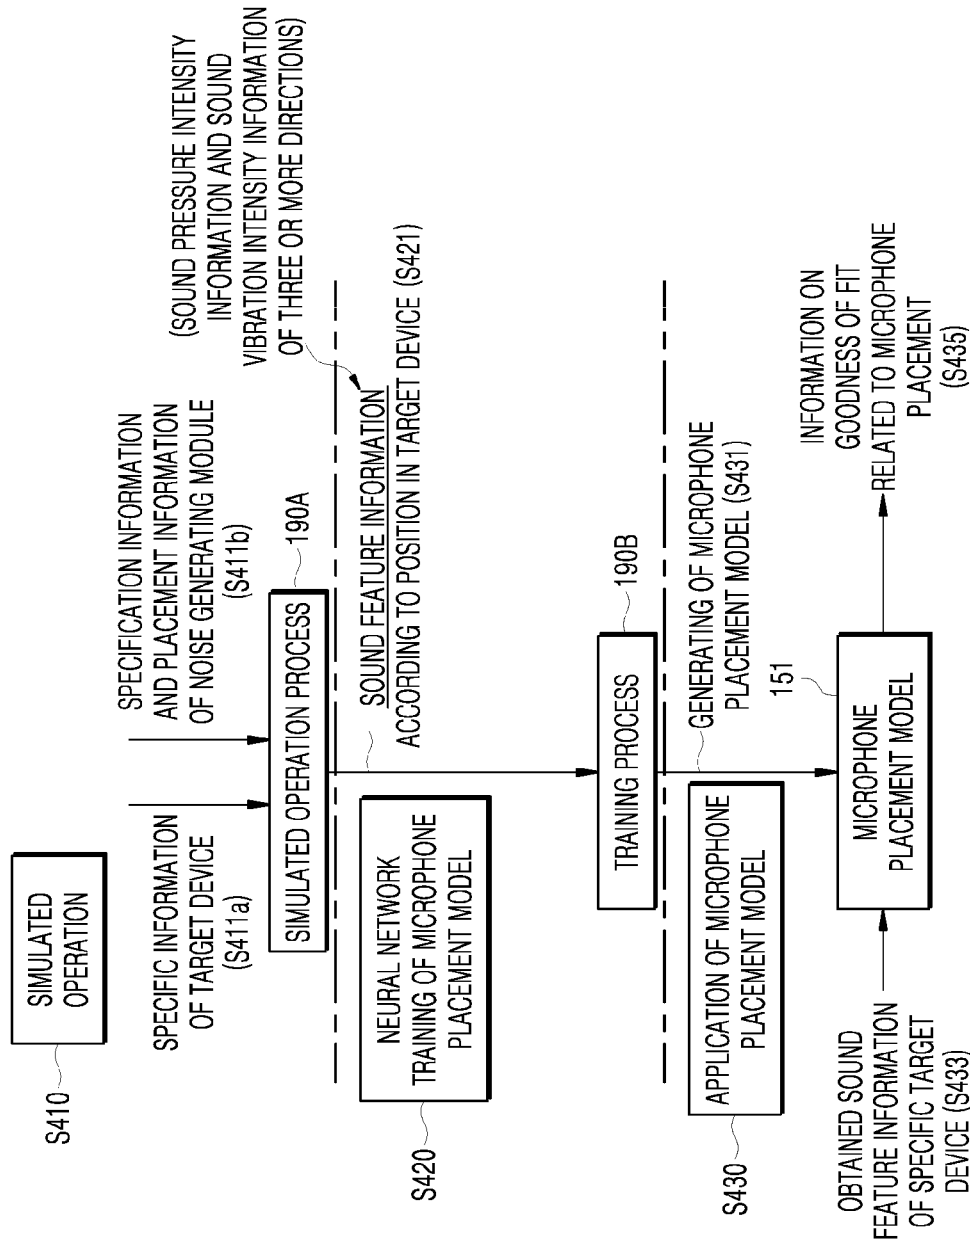 S410
SIMULATED
OPERATION
SPECIFIC INFORMATION
OF TARGET DEVICE
(S411a)
SPECIFICATION INFORMATION
AND PLACEMENT INFORMATION
OF NOISE GENERATING MODULE
(S411b)
SIMULATED OPERATION PROCESS
190A
(SOUND PRESSURE INTENSITY
INFORMATION AND SOUND
VIBRATION INTENSITY INFORMATION
OF THREE OR MORE DIRECTIONS)
S420
NEURAL NETWORK
TRAINING OF MICROPHONE
PLACEMENT MODEL
SOUND FEATURE INFORMATION
ACCORDING TO POSITION IN TARGET DEVICE (S421)
TRAINING PROCESS
190B
S430
APPLICATION OF MICROPHONE
PLACEMENT MODEL
GENERATING OF MICROPHONE
PLACEMENT MODEL (S431)
OBTAINED SOUND
FEATURE INFORMATION
OF SPECIFIC TARGET
DEVICE (S433)
MICROPHONE
PLACEMENT MODEL
151
INFORMATION ON
GOODNESS OF FIT
RELATED TO MICROPHONE
PLACEMENT
(S435)